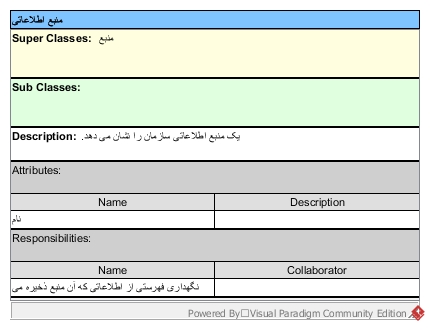 منبع اطلاعاتی
Super Classes: منبع
Sub Classes:
Description: یک منبع اطلاعاتی سازمان را نشان می دهد.
Attributes:
Name Description
نام
Responsibilities:
Name Collaborator
نگهداری فهرستی از اطلاعاتی که آن منبع ذخیره می
Powered By□Visual Paradigm Community Edition